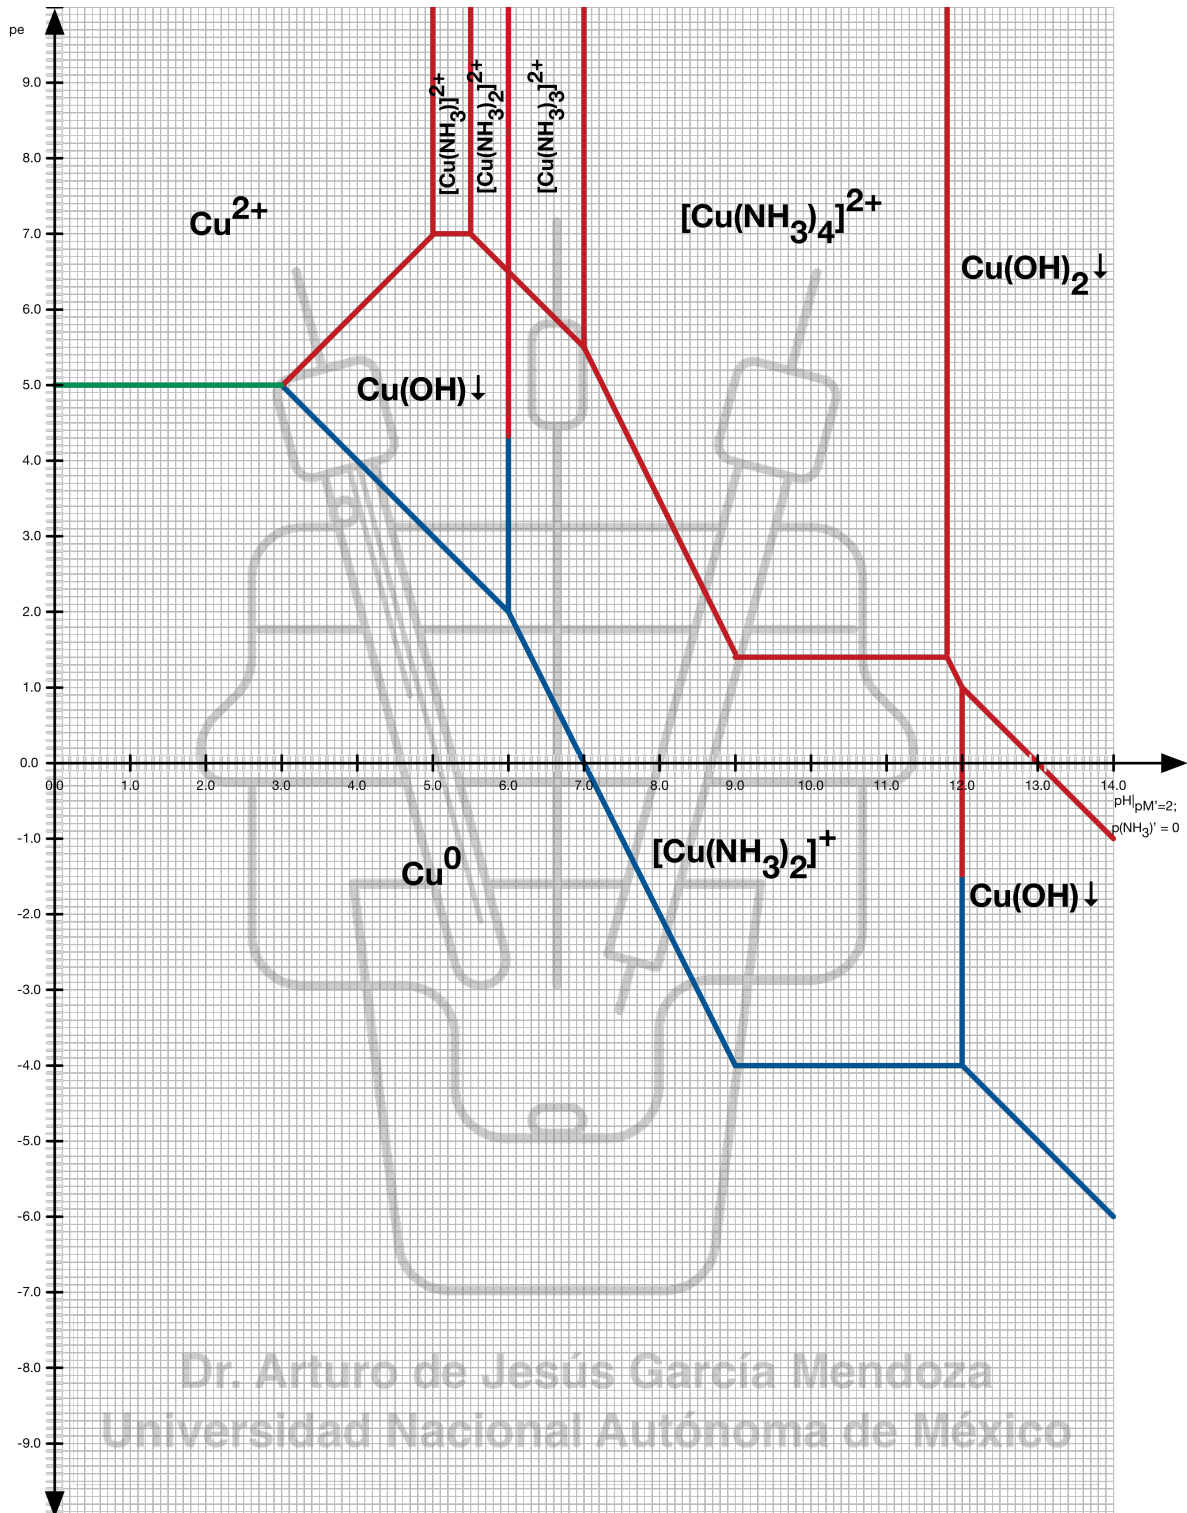 pe
9.0
8.0
7.0
6.0
5.0
4.0
3.0
2.0
1.0
0.0
-1.0
-2.0
-3.0
-4.0
-5.0
-6.0
-7.0
-8.0
-9.0
[Cu(NH3)]2+
[Cu(NH3)2]2+
[Cu(NH3)3]2+
Cu2+
[Cu(NH3)4]2+
Cu(OH)2↓
Cu(OH)↓
0.0 1.0 2.0 3.0 4.0 5.0 6.0 7.0 8.0 9.0 10.0 11.0 12.0 13.0 14.0
pH|pM'=2;
p(NH3)' = 0
Cu0
[Cu(NH3)2]+
Cu(OH)↓
Dr. Arturo de Jesús García Mendoza
Universidad Nacional Autónoma de México